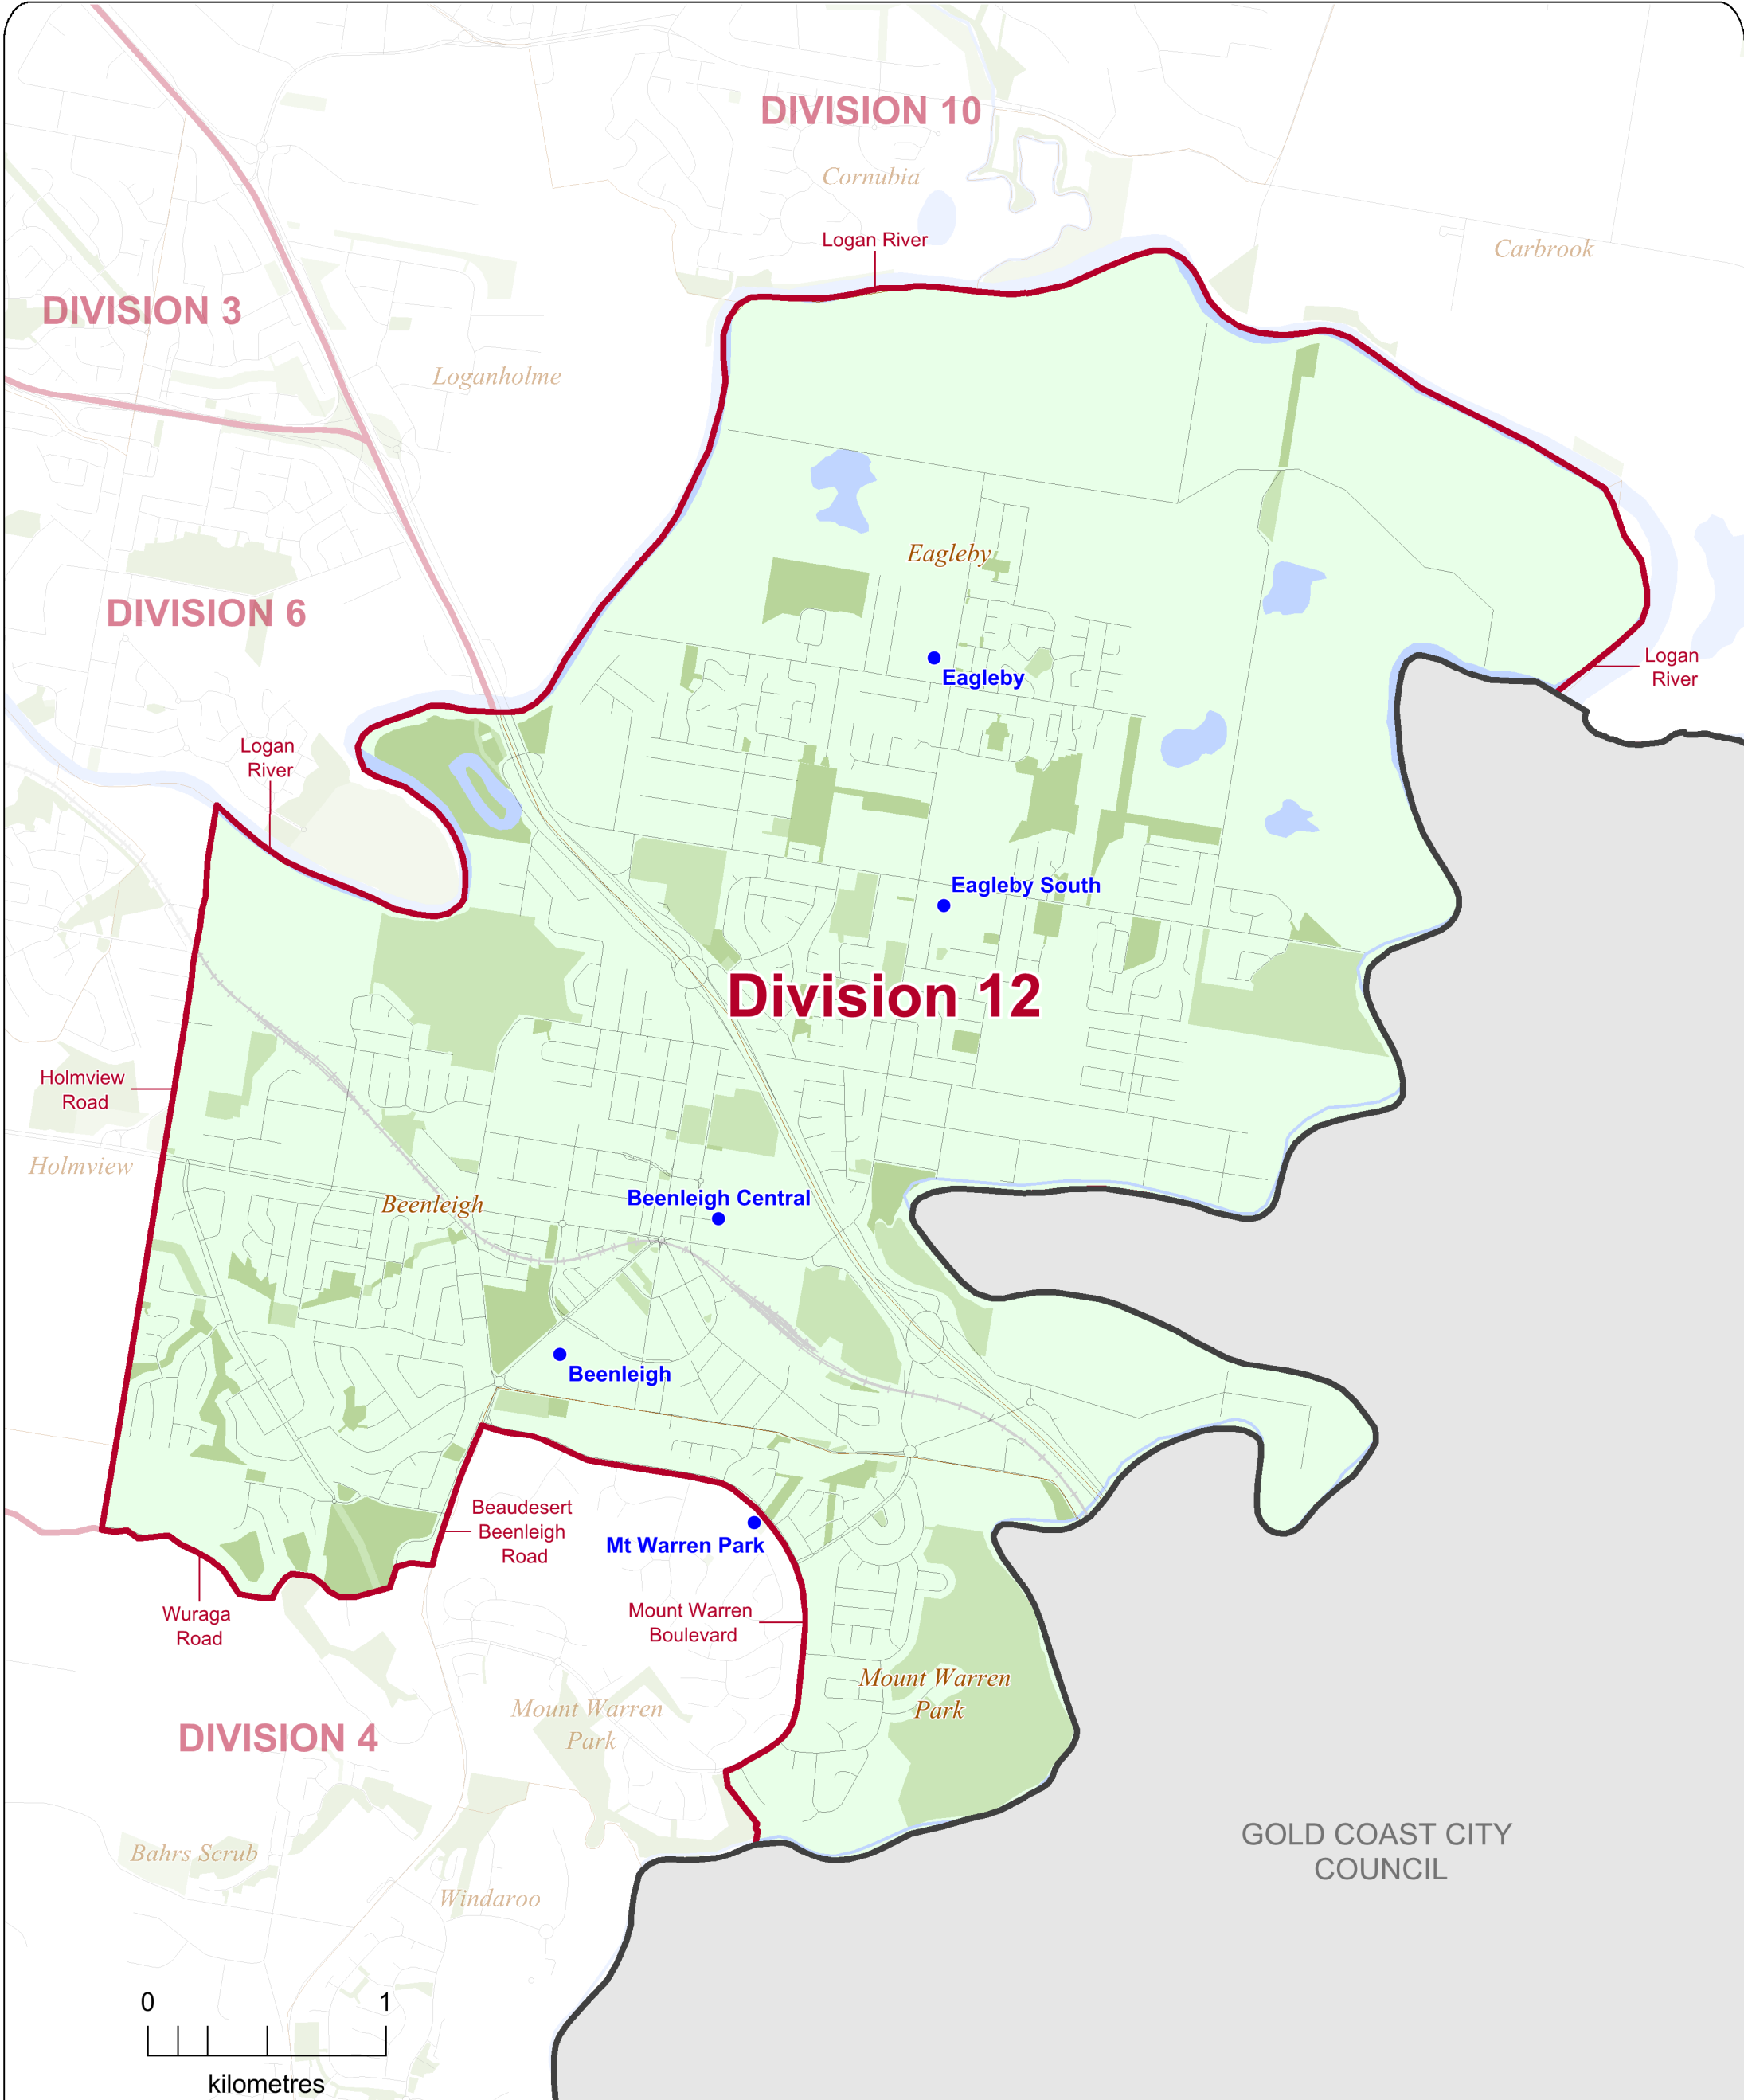 DIVISION 10
Cornubia
Logan River
Carbrook
DIVISION 3
Loganholme
Eagleby
DIVISION 6
Logan
River
Eagleby
Logan
River
Eagleby South
Division 12
Holmview
Road
Holmview
Beenleigh
Beenleigh Central
Beenleigh
Beaudesert
Beenleigh
Road
Mt Warren Park
Wuraga
Road
Mount Warren
Boulevard
Mount Warren
Park
Mount Warren
Park
DIVISION 4
GOLD COAST CITY
COUNCIL
Bahrs Scrub
Windaroo
0 1
kilometres